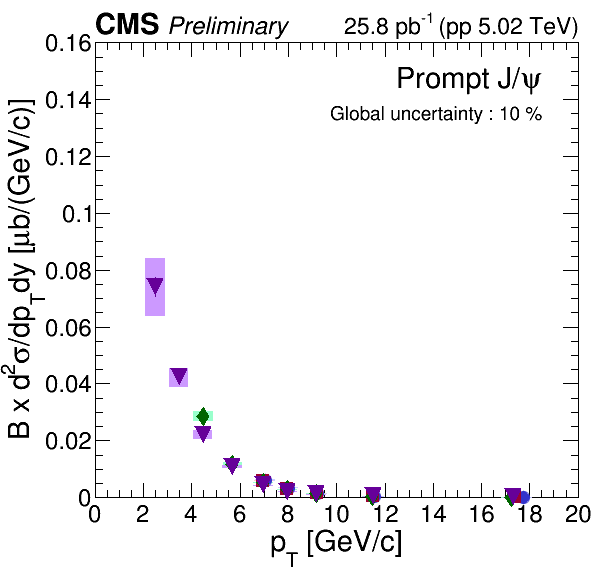 CMS Preliminary 25.8 pb⁻¹ (pp 5.02 TeV)
Prompt J/ψ
Global uncertainty : 10 %
B x d²σ/dp_Tdy [μb/(GeV/c)]
0.16
0.14
0.12
0.1
0.08
0.06
0.04
0.02
0
0 2 4 6 8 10 12 14 16 18 20
p_T [GeV/c]